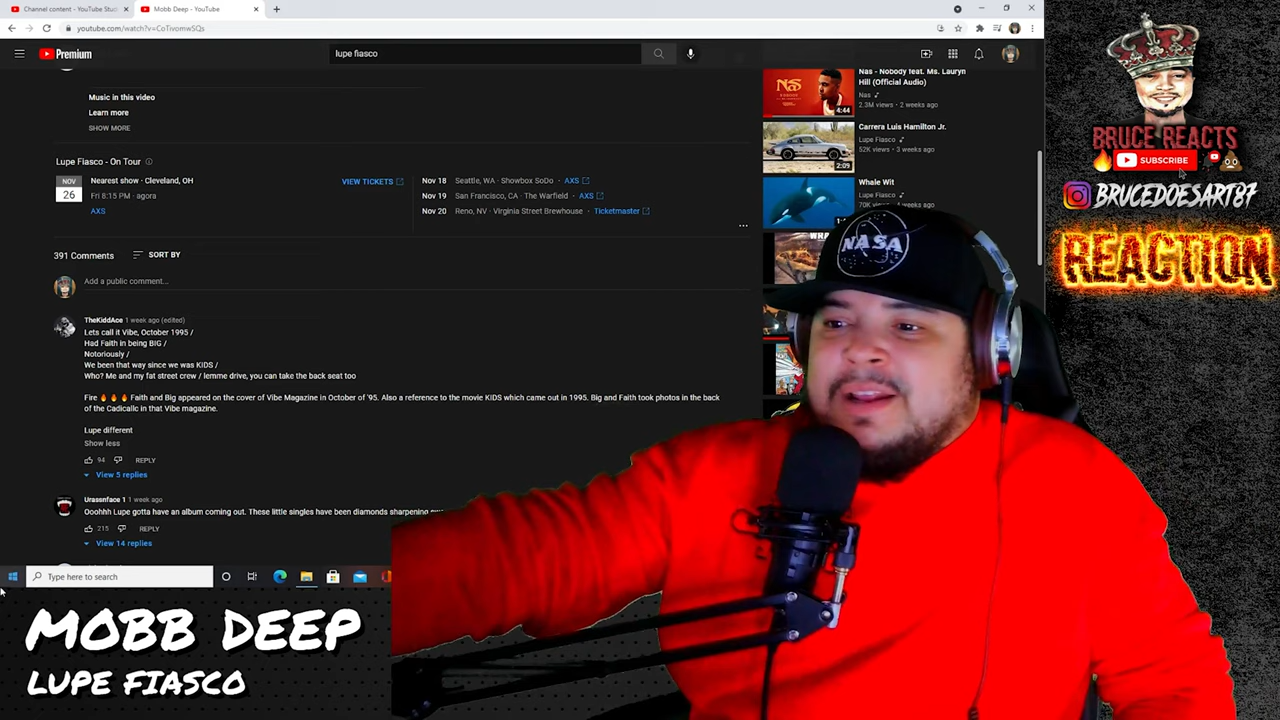 Channel content - YouTube Stud
Mobb Deep - YouTube
youtube.com/watch?v=CoTivomwSQs
Premium
lupe fiasco
Music in this video
Learn more
SHOW MORE
Lupe Fiasco - On Tour
NOV
26
Nearest show · Cleveland, OH
Fri 8:15 PM · agora
AXS
VIEW TICKETS
Nov 18 Seattle, WA · Showbox SoDo · AXS
Nov 19 San Francisco, CA · The Warfield · AXS
Nov 20 Reno, NV · Virginia Street Brewhouse · Ticketmaster
391 Comments
SORT BY
Add a public comment...
TheKiddAce 1 week ago (edited)
Lets call it Vibe, October 1995 /
Had Faith in being BIG /
Notoriously /
We been that way since we was KIDS /
Who? Me and my fat street crew / lemme drive, you can take the back seat too
Fire Faith and Big appeared on the cover of Vibe Magazine in October of '95. Also a reference to the movie KIDS which came out in 1995. Big and Faith took photos in the back
of the Cadicallc in that Vibe magazine.
Lupe different
Show less
94 REPLY
View 5 replies
Urassnface 1 1 week ago
Ooohhh Lupe gotta have an album coming out. These little singles have been diamonds sharpening
215 REPLY
View 14 replies
NAS
4:44
Nas - Nobody feat. Ms. Lauryn
Hill (Official Audio)
Nas
2.3M views · 2 weeks ago
2:09
Carrera Luis Hamilton Jr.
Lupe Fiasco
52K views · 3 weeks ago
Whale Wit
Lupe Fiasco
NASA
Type here to search
MOBB DEEP
LUPE FIASCO
BRUCE REACTS
SUBSCRIBE
BRUCEDOESART87
REACTION